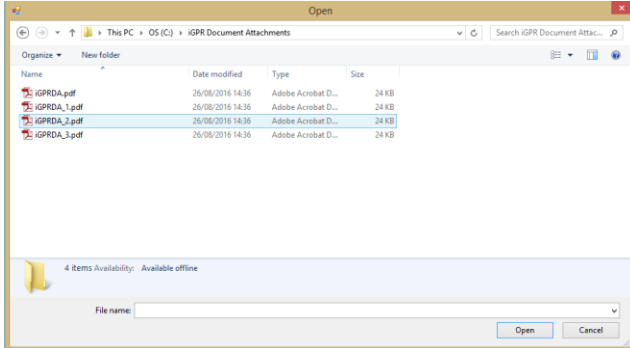 Open
This PC › OS (C:) › iGPR Document Attachments
Search iGPR Document Attac...
Organize
New folder
Name Date modified Type Size
iGPRDA.pdf 26/08/2016 14:36 Adobe Acrobat D... 24 KB
iGPRDA_1.pdf 26/08/2016 14:36 Adobe Acrobat D... 24 KB
iGPRDA_2.pdf 26/08/2016 14:36 Adobe Acrobat D... 24 KB
iGPRDA_3.pdf 26/08/2016 14:36 Adobe Acrobat D... 24 KB
4 items Availability: Available offline
File name:
Open Cancel